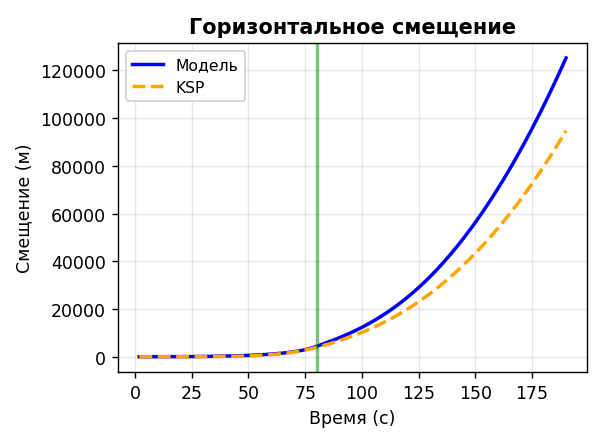 Горизонтальное смещение
Модель
KSP
120000
100000
80000
60000
40000
20000
0
Смещение (м)
0 25 50 75 100 125 150 175
Время (с)